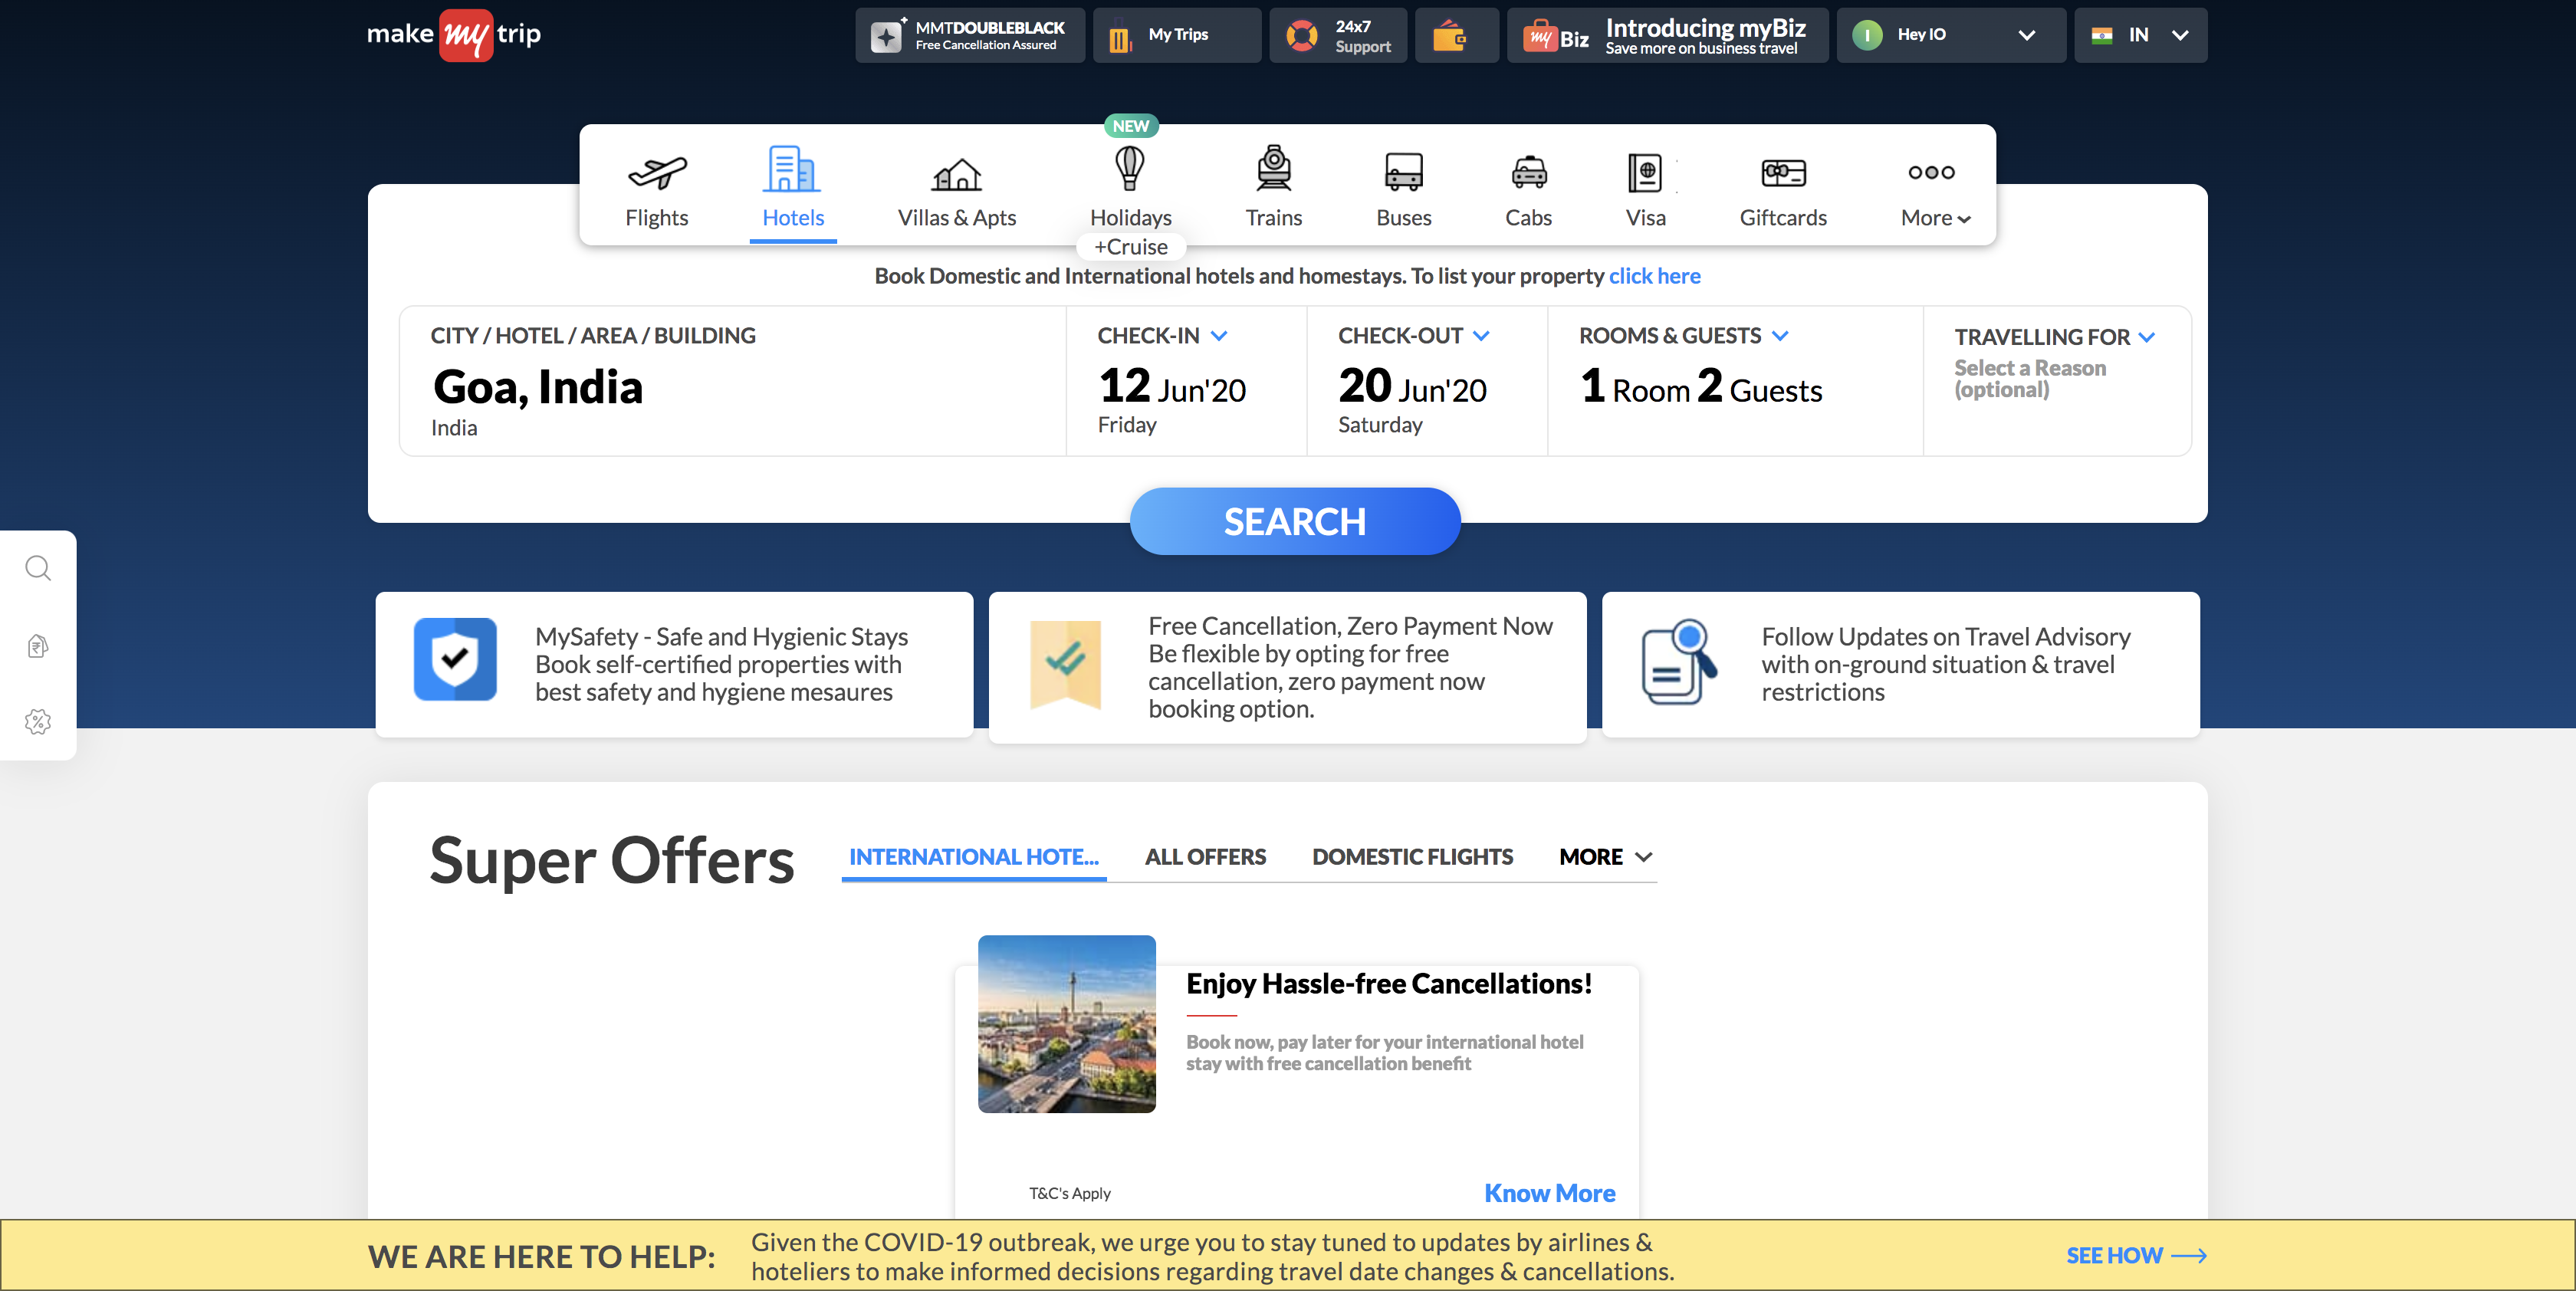 make my trip
MMTDOUBLEBLACK
Free Cancellation Assured
My Trips
24x7
Support
my Biz
Introducing myBiz
Save more on business travel
I
Hey IO
IN
NEW
Flights
Hotels
Villas & Apts
Holidays
Trains
Buses
Cabs
Visa
Giftcards
More
+Cruise
Book Domestic and International hotels and homestays. To list your property click here
CITY / HOTEL / AREA / BUILDING
Goa, India
India
CHECK-IN
12 Jun'20
Friday
CHECK-OUT
20 Jun'20
Saturday
ROOMS & GUESTS
1 Room 2 Guests
TRAVELLING FOR
Select a Reason
(optional)
SEARCH
MySafety - Safe and Hygienic Stays
Book self-certified properties with
best safety and hygiene mesaures
Free Cancellation, Zero Payment Now
Be flexible by opting for free
cancellation, zero payment now
booking option.
Follow Updates on Travel Advisory
with on-ground situation & travel
restrictions
Super Offers
INTERNATIONAL HOTE...
ALL OFFERS
DOMESTIC FLIGHTS
MORE
Enjoy Hassle-free Cancellations!
Book now, pay later for your international hotel
stay with free cancellation benefit
T&C's Apply
Know More
WE ARE HERE TO HELP:
Given the COVID-19 outbreak, we urge you to stay tuned to updates by airlines &
hoteliers to make informed decisions regarding travel date changes & cancellations.
SEE HOW